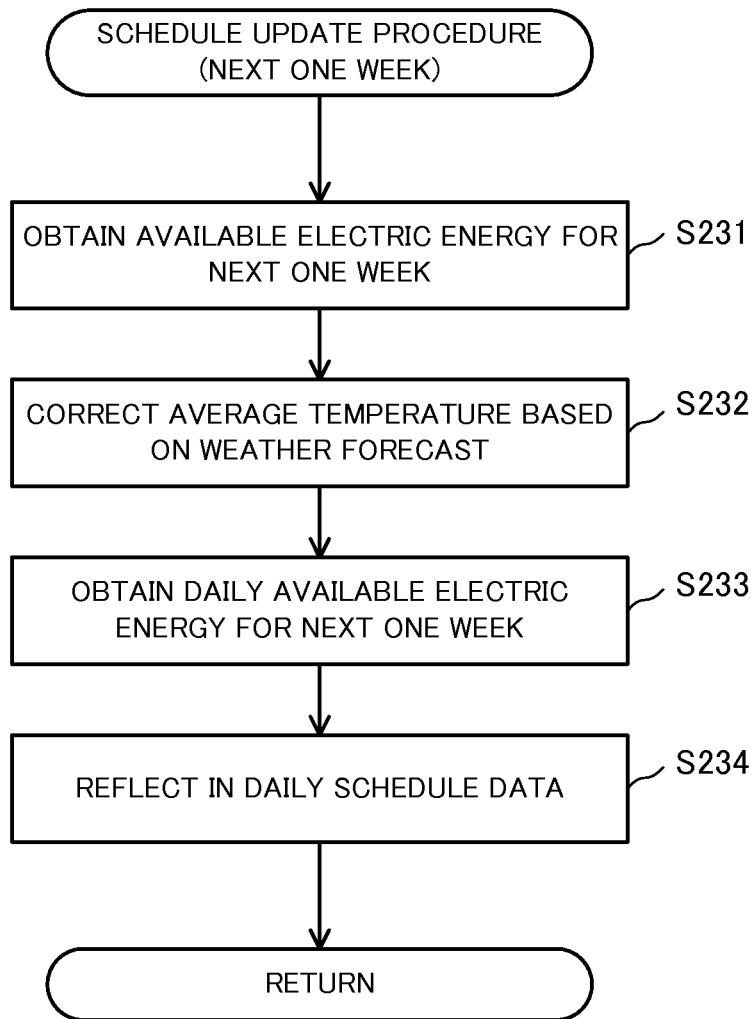 SCHEDULE UPDATE PROCEDURE
(NEXT ONE WEEK)
OBTAIN AVAILABLE ELECTRIC ENERGY FOR
NEXT ONE WEEK
S231
CORRECT AVERAGE TEMPERATURE BASED
ON WEATHER FORECAST
S232
OBTAIN DAILY AVAILABLE ELECTRIC
ENERGY FOR NEXT ONE WEEK
S233
REFLECT IN DAILY SCHEDULE DATA
S234
RETURN